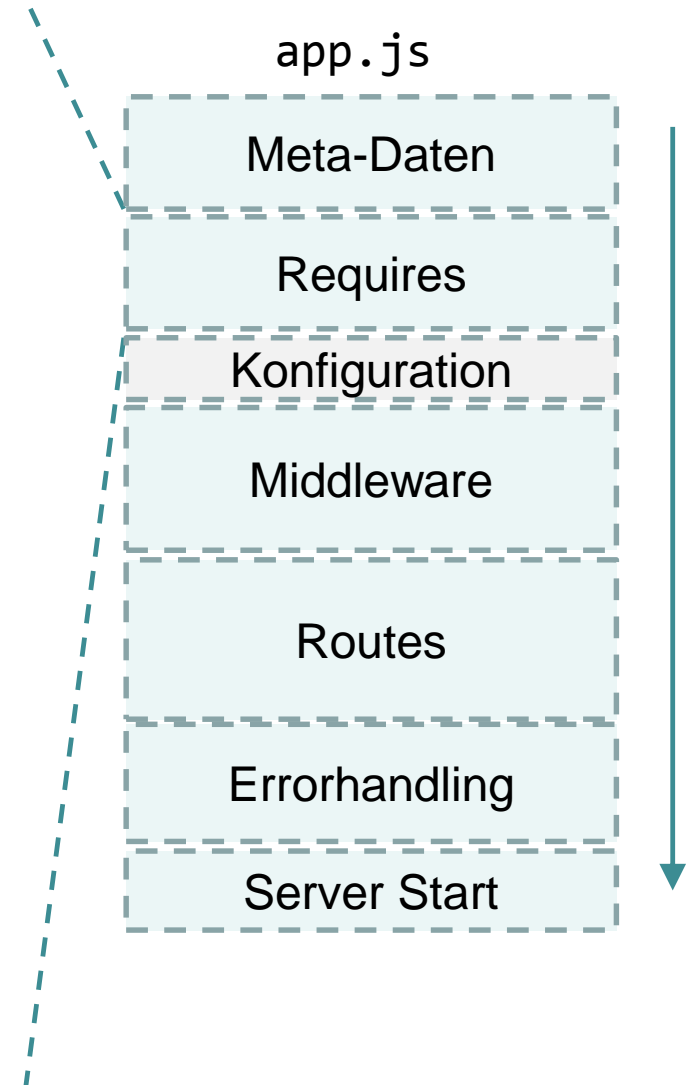 app.js
Meta-Daten
Requires
Konfiguration
Middleware
Routes
Errorhandling
Server Start